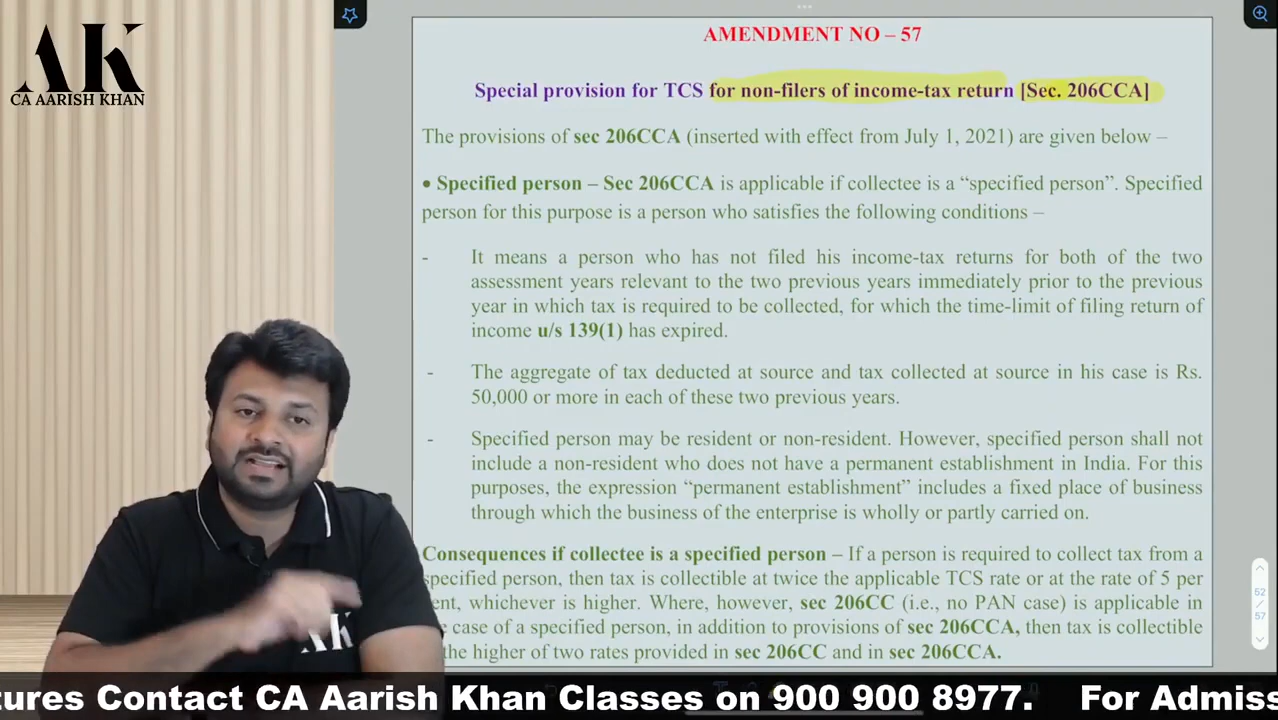 AK
CA AARISH KHAN
AMENDMENT NO – 57
Special provision for TCS for non-filers of income-tax return [Sec. 206CCA]
The provisions of sec 206CCA (inserted with effect from July 1, 2021) are given below –
• Specified person – Sec 206CCA is applicable if collectee is a “specified person”. Specified
person for this purpose is a person who satisfies the following conditions –
- It means a person who has not filed his income-tax returns for both of the two
assessment years relevant to the two previous years immediately prior to the previous
year in which tax is required to be collected, for which the time-limit of filing return of
income u/s 139(1) has expired.
- The aggregate of tax deducted at source and tax collected at source in his case is Rs.
50,000 or more in each of these two previous years.
- Specified person may be resident or non-resident. However, specified person shall not
include a non-resident who does not have a permanent establishment in India. For this
purposes, the expression “permanent establishment” includes a fixed place of business
through which the business of the enterprise is wholly or partly carried on.
Consequences if collectee is a specified person – If a person is required to collect tax from a
specified person, then tax is collectible at twice the applicable TCS rate or at the rate of 5 per
ent, whichever is higher. Where, however, sec 206CC (i.e., no PAN case) is applicable in
case of a specified person, in addition to provisions of sec 206CCA, then tax is collectible
the higher of two rates provided in sec 206CC and in sec 206CCA.
52
/
57
AK
tures Contact CA Aarish Khan Classes on 900 900 8977. For Admiss